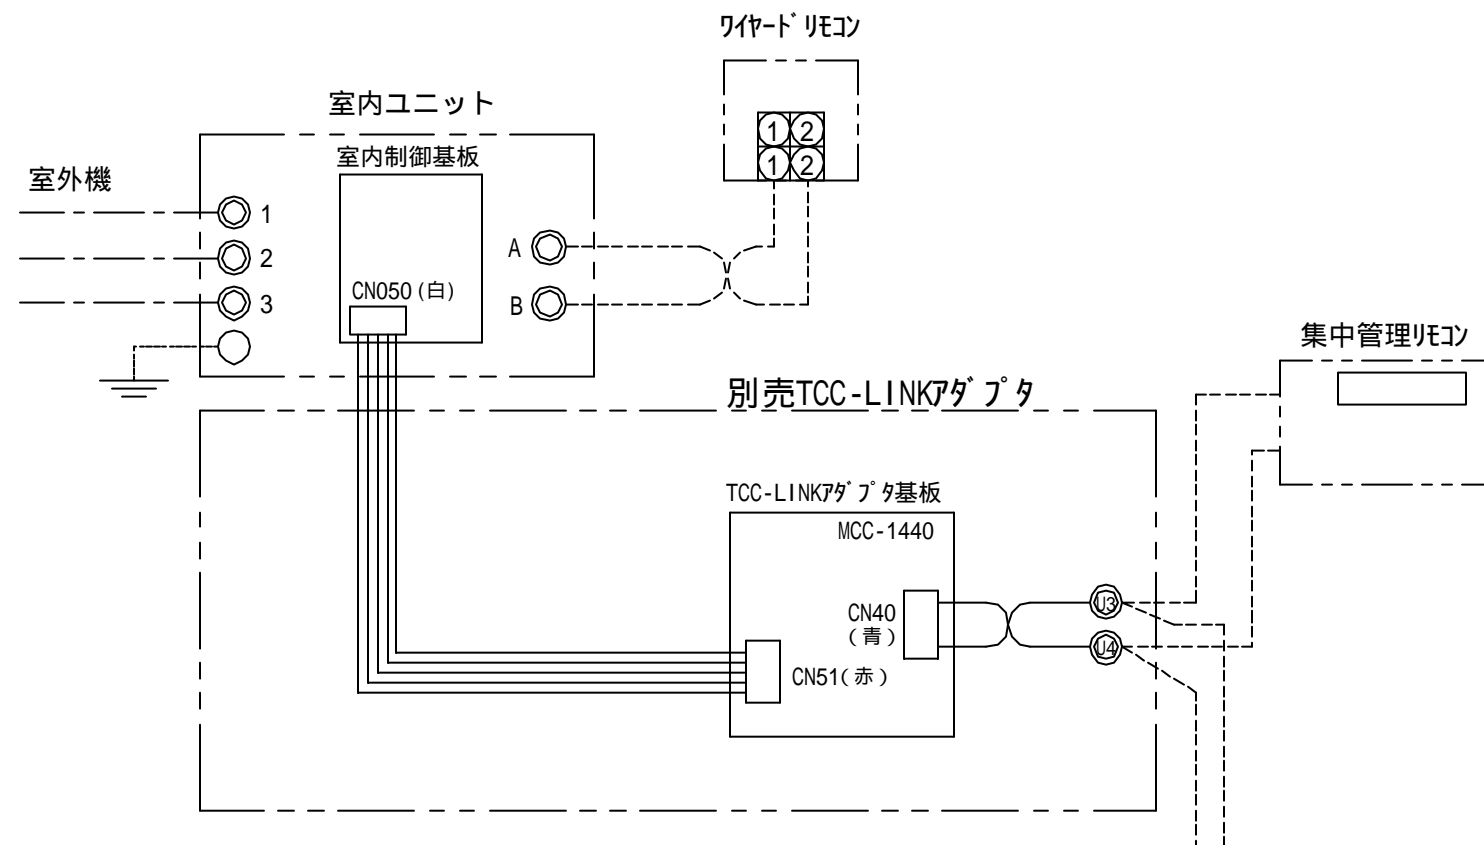 ワイヤードリモコン
1 2
1 2
室内ユニット
室内制御基板
室外機
1
2
3
A
B
CN050(白)
集中管理リモコン
別売TCC-LINKアダプタ
TCC-LINKアダプタ基板
MCC-1440
CN40
(青)
U3
U4
CN51(赤)